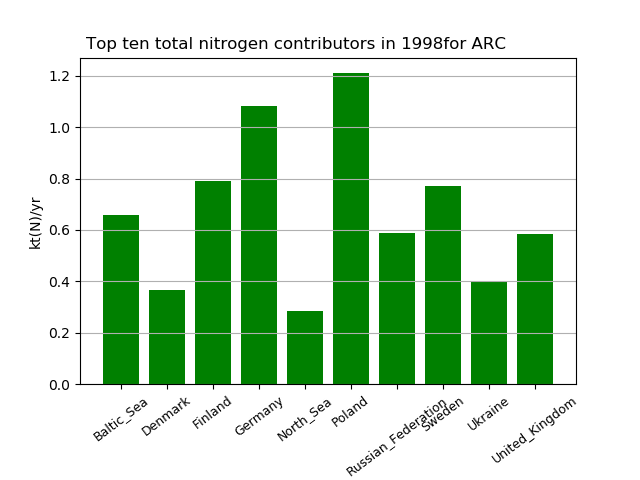 Top ten total nitrogen contributors in 1998for ARC
kt(N)/yr
1.2
1.0
0.8
0.6
0.4
0.2
0.0
Baltic_Sea
Denmark
Finland
Germany
North_Sea
Poland
Russian_Federation
Sweden
Ukraine
United_Kingdom